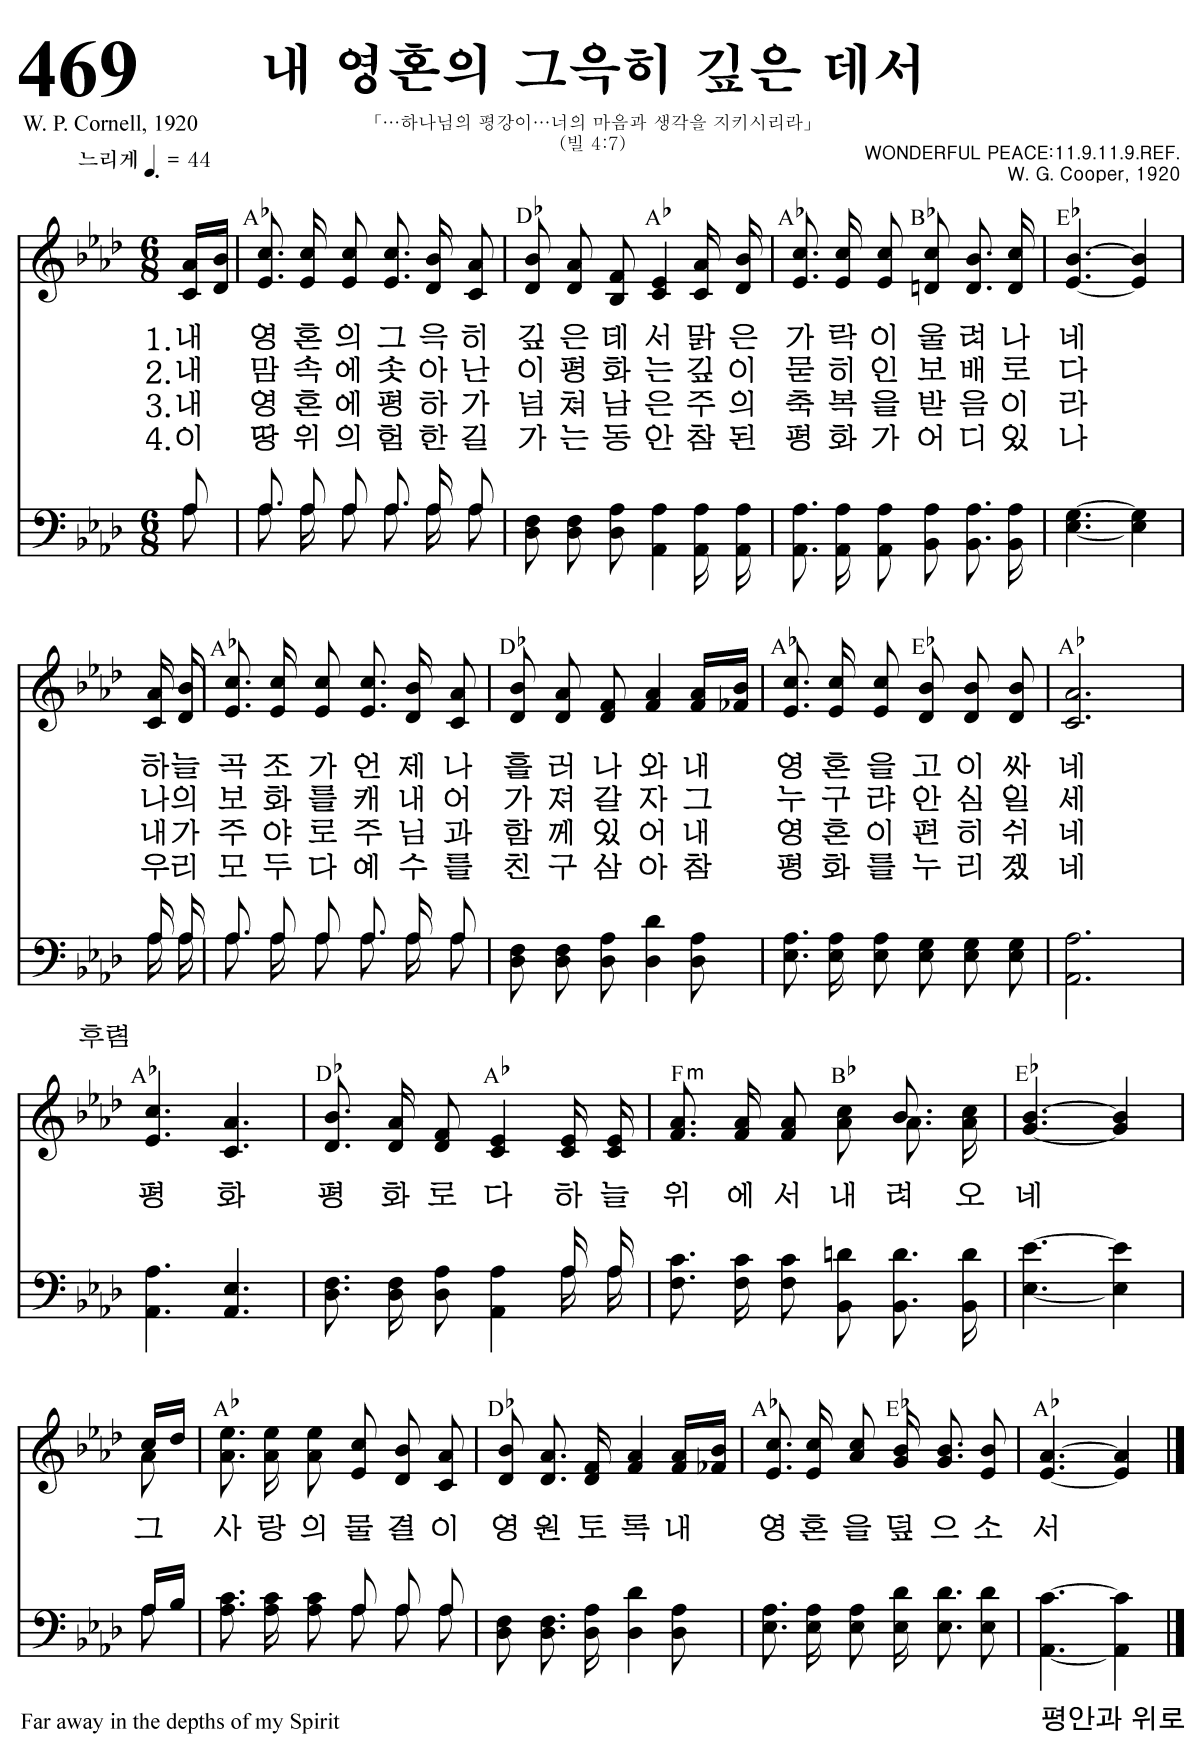 469 내 영혼의 그윽히 깊은 데서
W. P. Cornell, 1920
「…하나님의 평강이…너의 마음과 생각을 지키시리라」
(빌 4:7)
느리게 ♩. = 44
WONDERFUL PEACE:11.9.11.9.REF.
W. G. Cooper, 1920
A♭ D♭ A♭ A♭ B♭ E♭
6 8
1.내 영 혼 의 그 윽 히 깊 은 데 서 맑 은 가 락 이 울 려 나 네
2.내 맘 속 에 솟 아 난 이 평 화 는 깊 이 묻 히 인 보 배 로 다
3.내 영 혼 에 평 하 가 넘 쳐 남 은 주 의 축 복 을 받 음 이 라
4.이 땅 위 의 험 한 길 가 는 동 안 참 된 평 화 가 어 디 있 나
6 8
A♭ D♭ A♭ E♭ A♭
하늘 곡 조 가 언 제 나 흘 러 나 와 내 영 혼 을 고 이 싸 네
나의 보 화 를 캐 내 어 가 져 갈 자 그 누 구 랴 안 심 일 세
내가 주 야 로 주 님 과 함 께 있 어 내 영 혼 이 편 히 쉬 네
우리 모 두 다 예 수 를 친 구 삼 아 참 평 화 를 누 리 겠 네
후렴
A♭ D♭ A♭ Fm B♭ E♭
평 화 평 화 로 다 하 늘 위 에 서 내 려 오 네
A♭ D♭ A♭ E♭ A♭
그 사 랑 의 물 결 이 영 원 토 록 내 영 혼 을 덮 으 소 서
Far away in the depths of my Spirit
평안과 위로